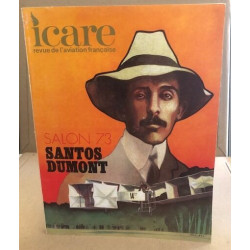 icare
revue de l'aviation française
SALON 73
SANTOS
DUMONT